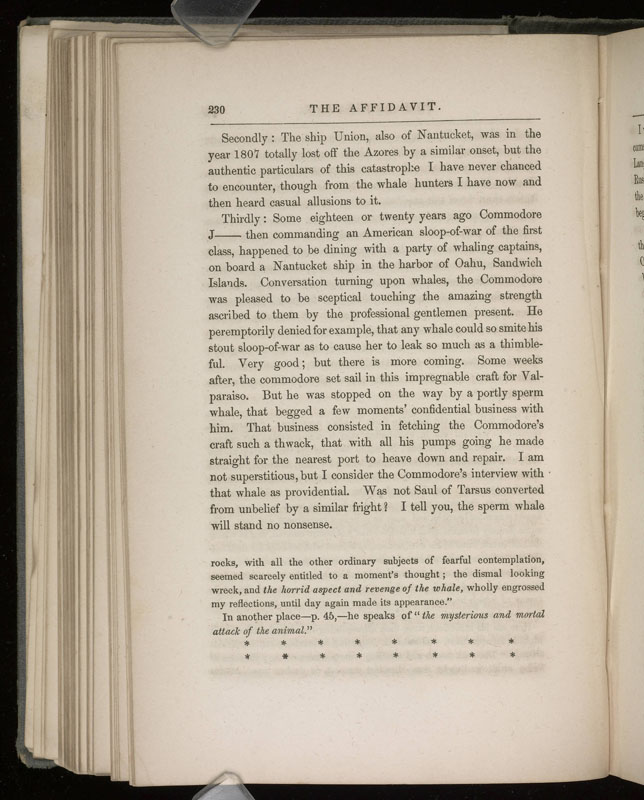 230 THE AFFIDAVIT.
Secondly: The ship Union, also of Nantucket, was in the
year 1807 totally lost off the Azores by a similar onset, but the
authentic particulars of this catastrophe I have never chanced
to encounter, though from the whale hunters I have now and
then heard casual allusions to it.
Thirdly: Some eighteen or twenty years ago Commodore
J—— then commanding an American sloop-of-war of the first
class, happened to be dining with a party of whaling captains,
on board a Nantucket ship in the harbor of Oahu, Sandwich
Islands. Conversation turning upon whales, the Commodore
was pleased to be sceptical touching the amazing strength
ascribed to them by the professional gentlemen present. He
peremptorily denied for example, that any whale could so smite his
stout sloop-of-war as to cause her to leak so much as a thimble-
ful. Very good; but there is more coming. Some weeks
after, the commodore set sail in this impregnable craft for Val-
paraiso. But he was stopped on the way by a portly sperm
whale, that begged a few moments' confidential business with
him. That business consisted in fetching the Commodore's
craft such a thwack, that with all his pumps going he made
straight for the nearest port to heave down and repair. I am
not superstitious, but I consider the Commodore's interview with
that whale as providential. Was not Saul of Tarsus converted
from unbelief by a similar fright? I tell you, the sperm whale
will stand no nonsense.
rocks, with all the other ordinary subjects of fearful contemplation,
seemed scarcely entitled to a moment's thought; the dismal looking
wreck, and the horrid aspect and revenge of the whale, wholly engrossed
my reflections, until day again made its appearance."
In another place—p. 45,—he speaks of "the mysterious and mortal
attack of the animal."
* * * * * * * *
* * * * * * * *